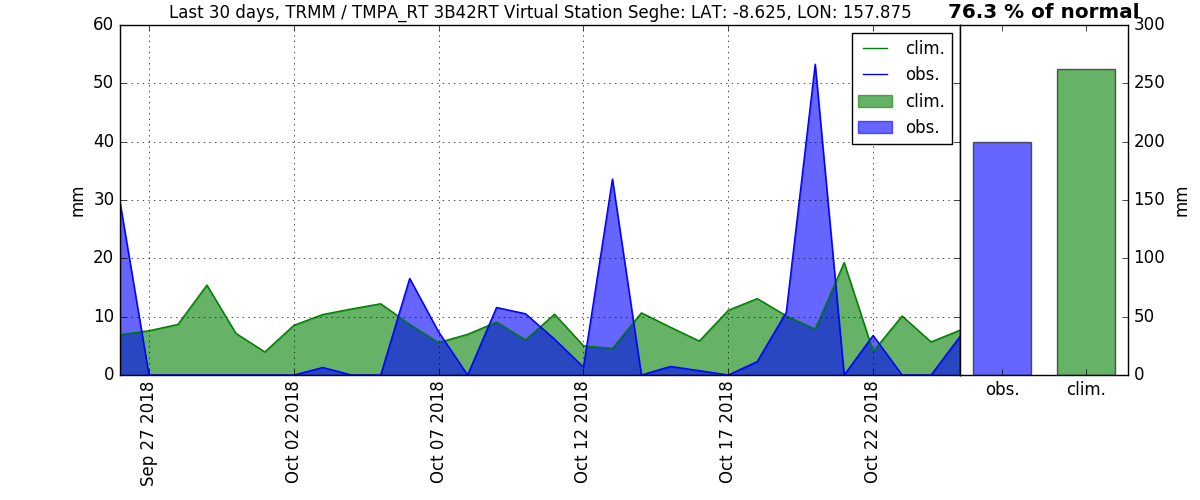 Last 30 days, TRMM / TMPA_RT 3B42RT Virtual Station Seghe: LAT: -8.625, LON: 157.875
76.3 % of normal
60
50
40
30
20
10
0
mm
clim.
obs.
clim.
obs.
Sep 27 2018
Oct 02 2018
Oct 07 2018
Oct 12 2018
Oct 17 2018
Oct 22 2018
300
250
200
150
100
50
0
mm
obs.
clim.